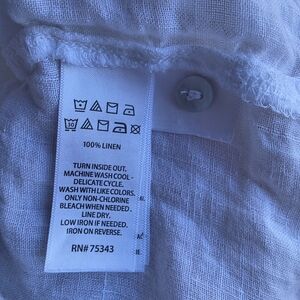 30
100% LINEN
TURN INSIDE OUT.
MACHINE WASH COOL -
DELICATE CYCLE.
WASH WITH LIKE COLORS.
ONLY NON-CHLORINE
BLEACH WHEN NEEDED.
LINE DRY.
LOW IRON IF NEEDED.
IRON ON REVERSE.
RN# 75343